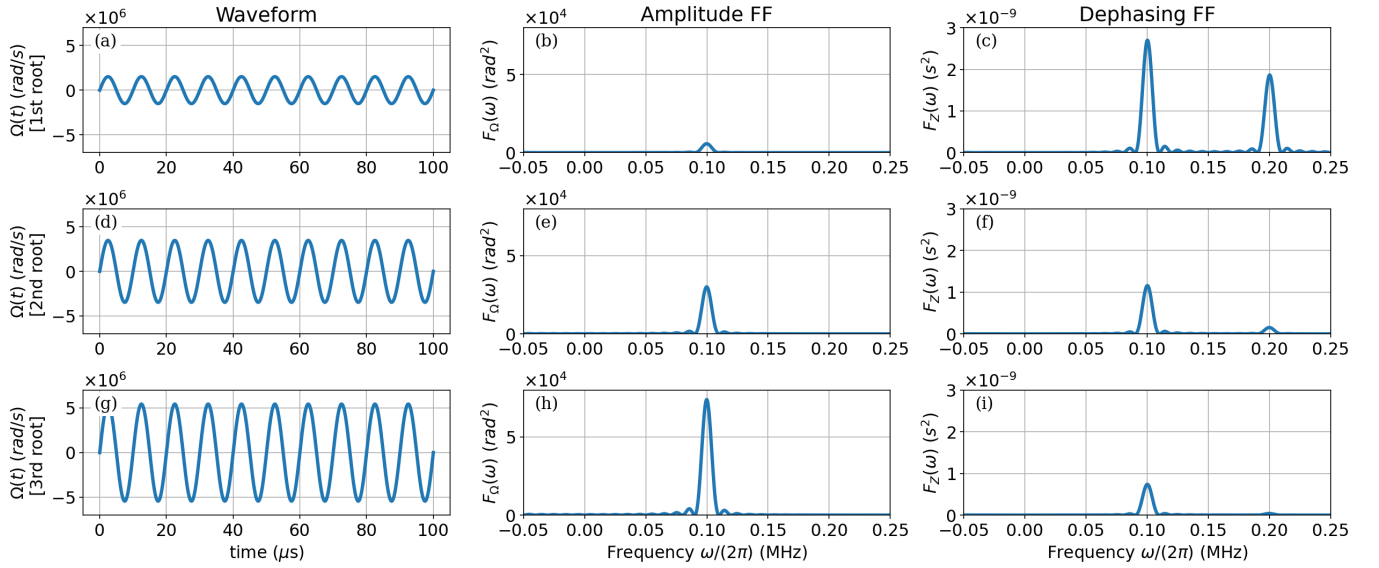 Waveform
Amplitude FF
Dephasing FF
×10⁶
×10⁴
×10⁻⁹
(a)
(b)
(c)
Ω(t) (rad/s)
[1st root]
5
0
−5
0 20 40 60 80 100
F_Ω(ω) (rad²)
5
0
−0.05 0.00 0.05 0.10 0.15 0.20 0.25
F_Z(ω) (s²)
3
2
1
0
−0.05 0.00 0.05 0.10 0.15 0.20 0.25
×10⁶
×10⁴
×10⁻⁹
(d)
(e)
(f)
Ω(t) (rad/s)
[2nd root]
5
0
−5
0 20 40 60 80 100
F_Ω(ω) (rad²)
5
0
−0.05 0.00 0.05 0.10 0.15 0.20 0.25
F_Z(ω) (s²)
3
2
1
0
−0.05 0.00 0.05 0.10 0.15 0.20 0.25
×10⁶
×10⁴
×10⁻⁹
(g)
(h)
(i)
Ω(t) (rad/s)
[3rd root]
5
0
−5
0 20 40 60 80 100
time (μs)
F_Ω(ω) (rad²)
5
0
−0.05 0.00 0.05 0.10 0.15 0.20 0.25
Frequency ω/(2π) (MHz)
F_Z(ω) (s²)
3
2
1
0
−0.05 0.00 0.05 0.10 0.15 0.20 0.25
Frequency ω/(2π) (MHz)